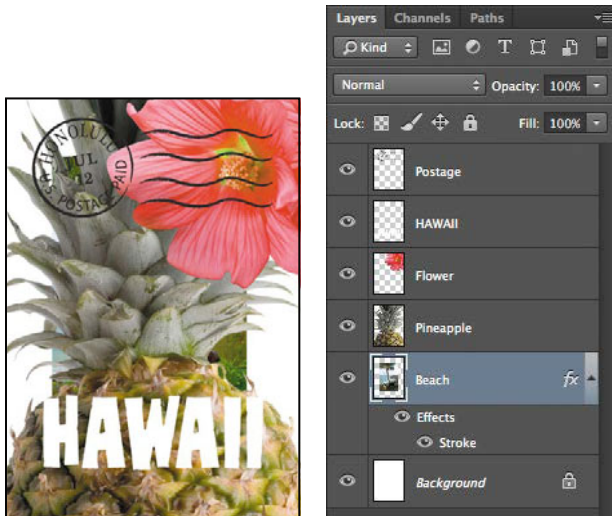 HONOLULU
JUL
12
U.S. POSTAGE PAID
HAWAII
Layers Channels Paths
Kind
Normal Opacity: 100%
Lock: Fill: 100%
Postage
HAWAII
Flower
Pineapple
Beach fx
Effects
Stroke
Background